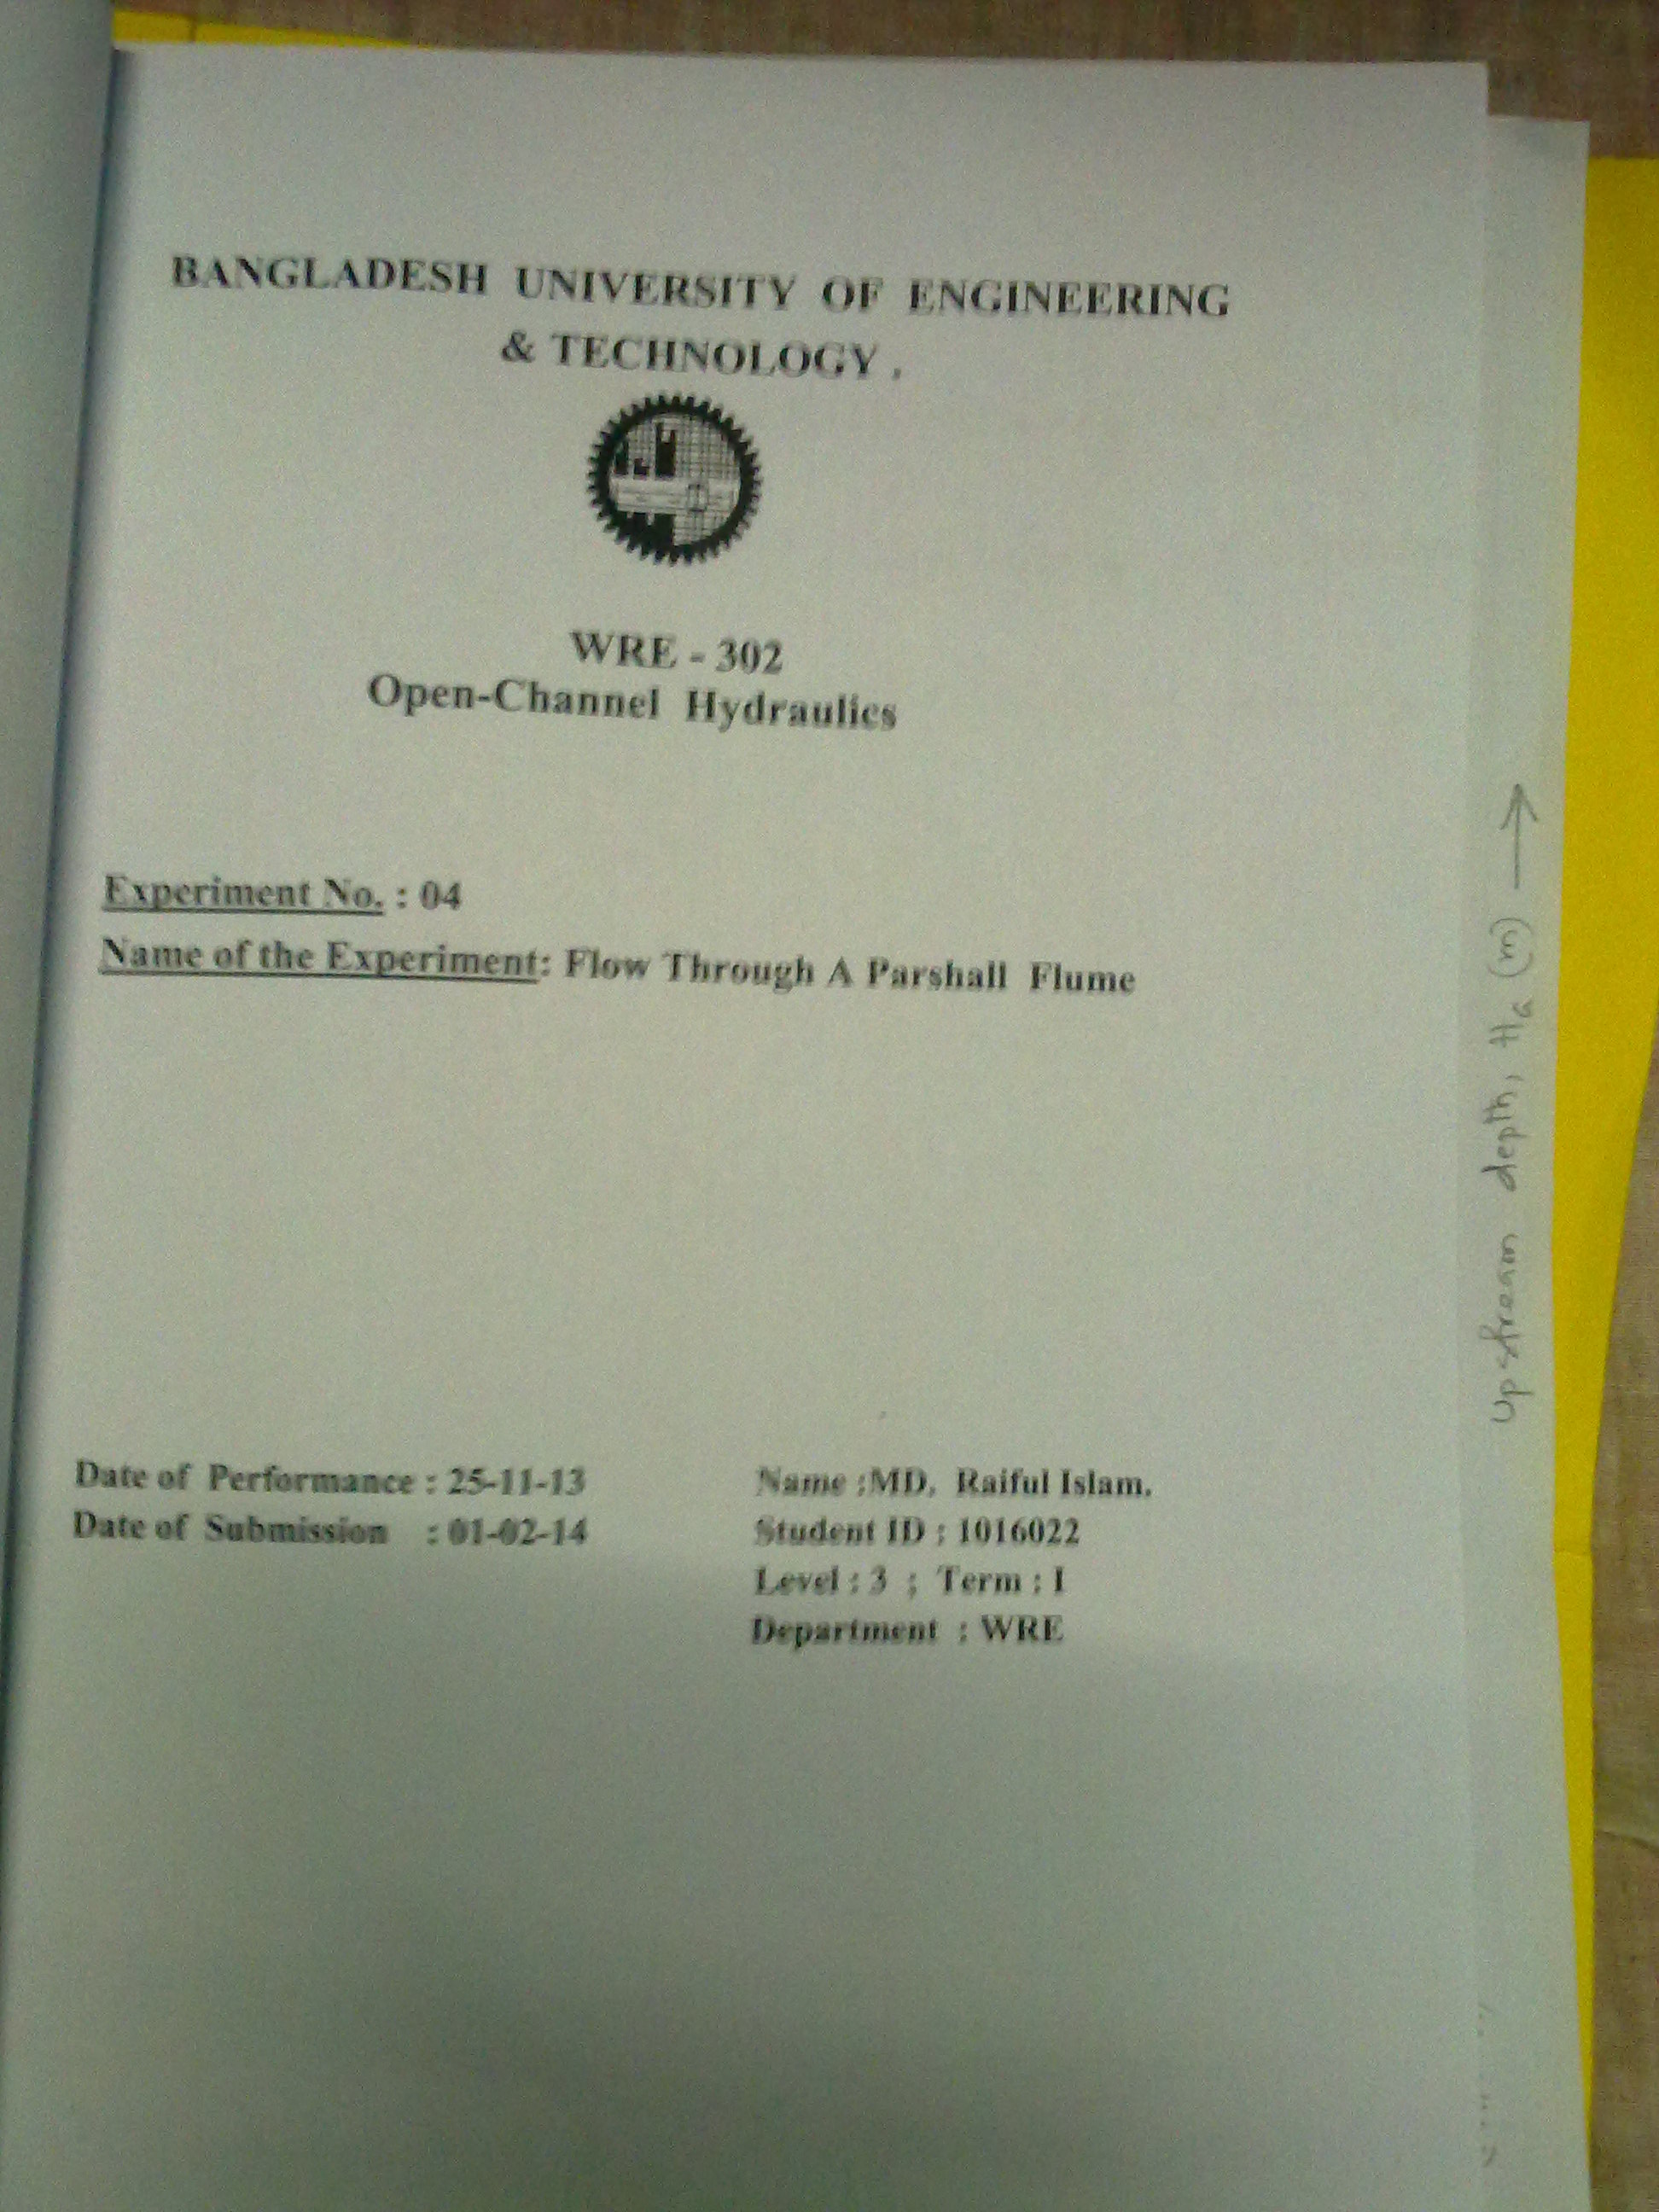 BANGLADESH UNIVERSITY OF ENGINEERING
& TECHNOLOGY .
WRE - 302
Open-Channel Hydraulics
Experiment No. : 04
Name of the Experiment: Flow Through A Parshall Flume
Date of Performance : 25-11-13
Date of Submission : 01-02-14
Name :MD. Raiful Islam.
Student ID : 1016022
Level : 3 ; Term : I
Department : WRE
Upstream depth, Ha (m) →